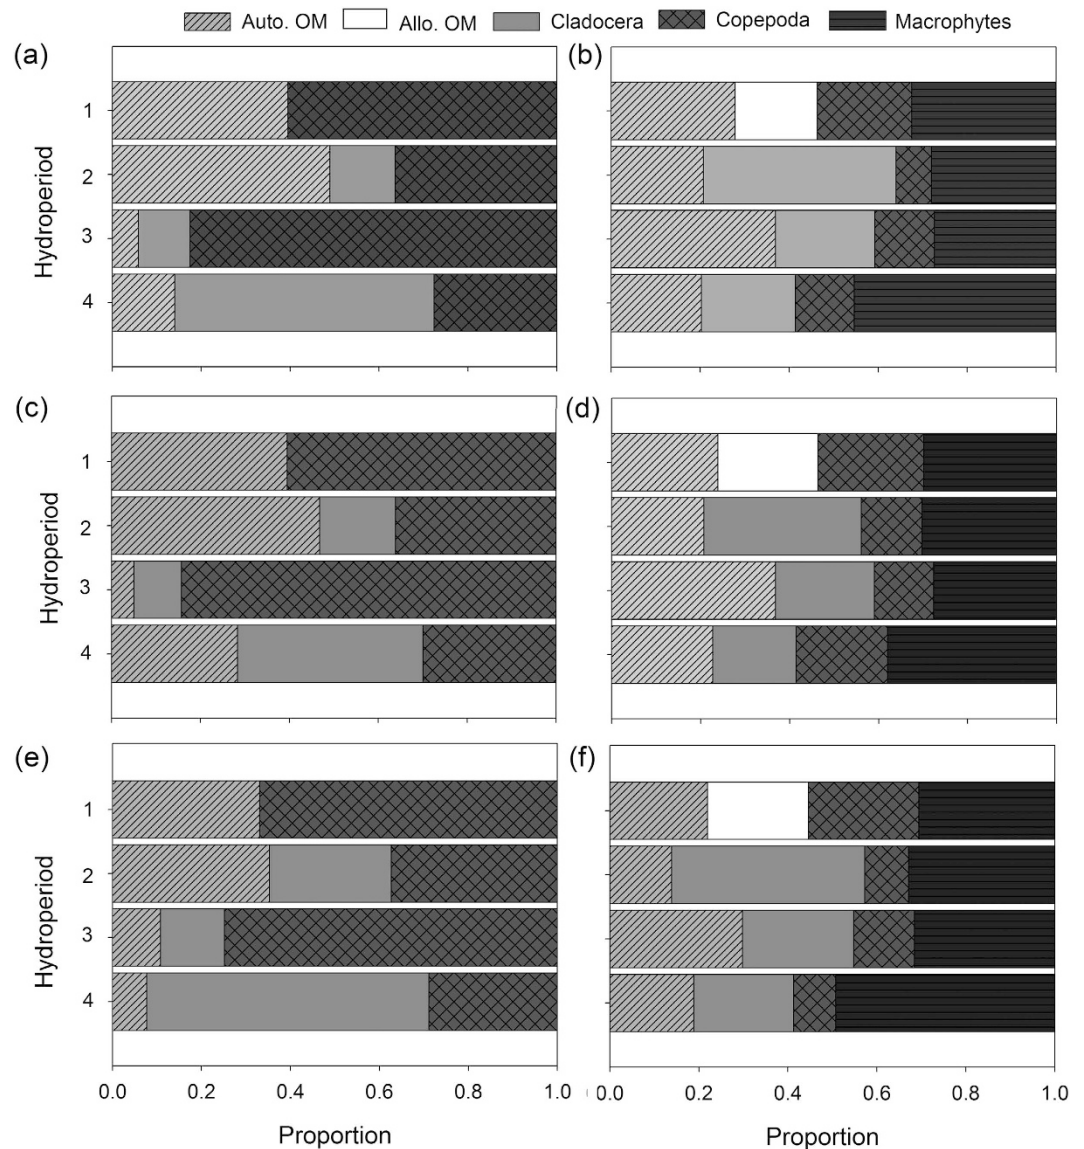 Auto. OM Allo. OM Cladocera Copepoda Macrophytes
(a) (b)
Hydroperiod
1
2
3
4
(c) (d)
Hydroperiod
1
2
3
4
(e) (f)
Hydroperiod
1
2
3
4
0.0 0.2 0.4 0.6 0.8 1.0 0.0 0.2 0.4 0.6 0.8 1.0
Proportion Proportion